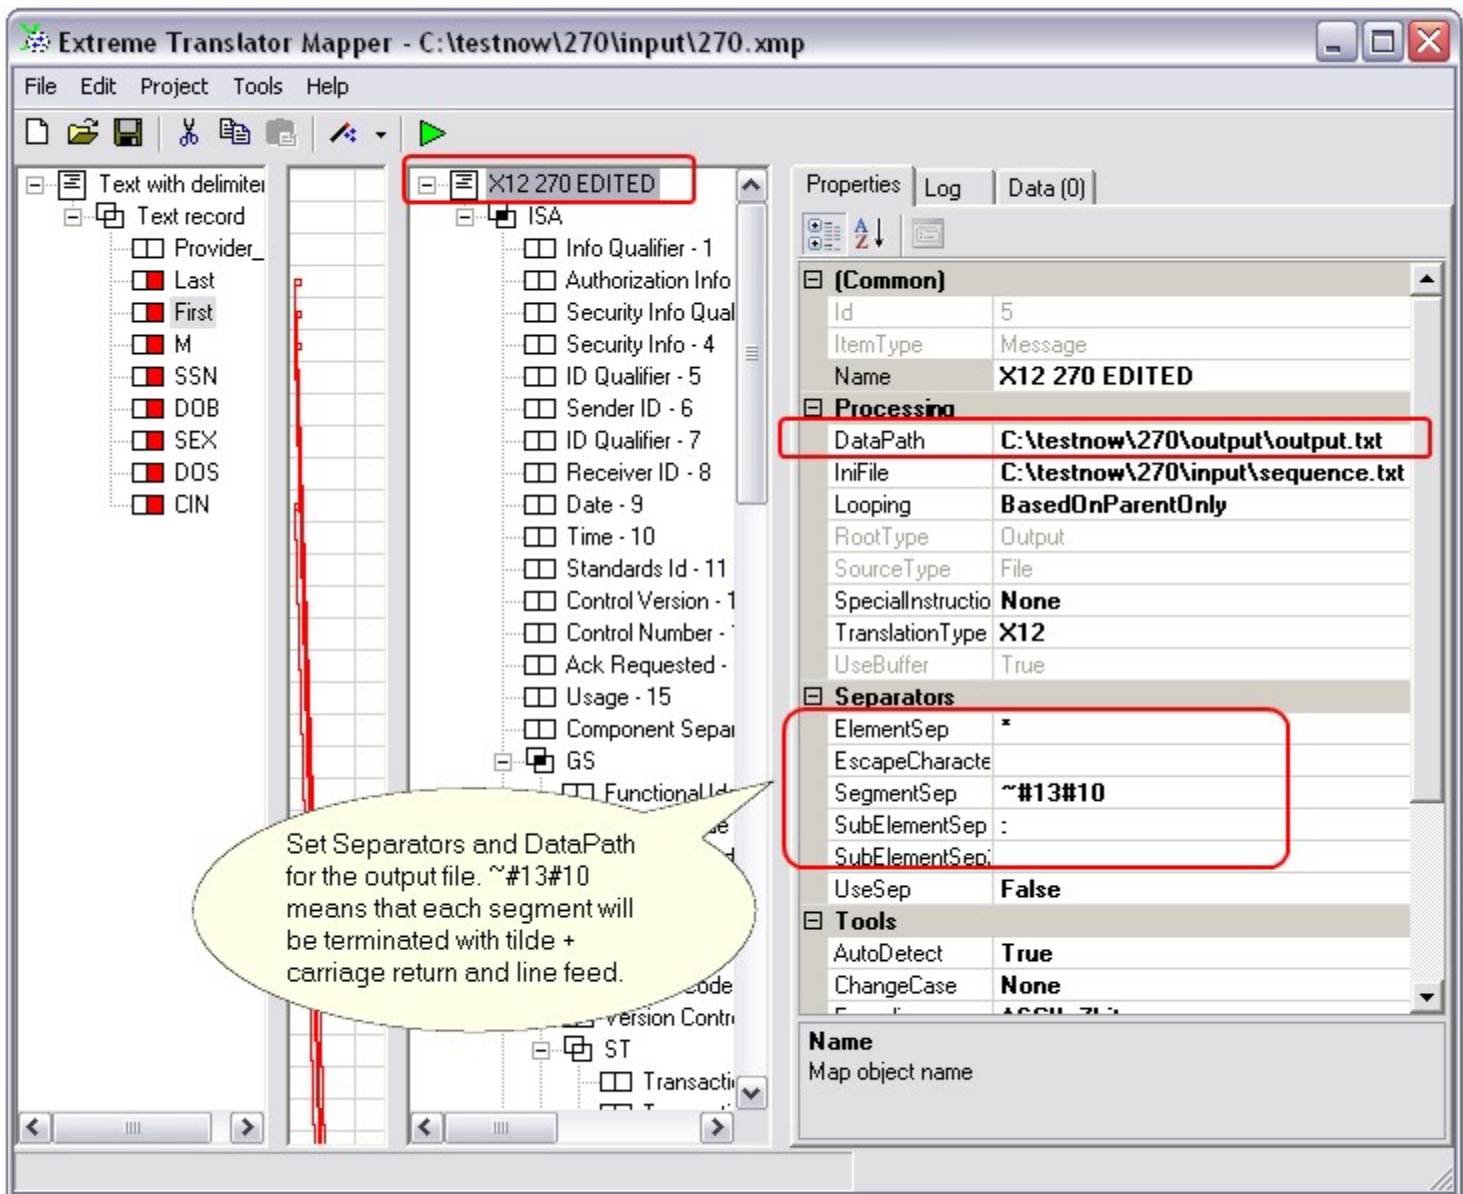 Extreme Translator Mapper - C:\testnow\270\input\270.xmp
File Edit Project Tools Help
Text with delimiter
Text record
Provider_
Last
First
M
SSN
DOB
SEX
DOS
CIN
X12 270 EDITED
ISA
Info Qualifier - 1
Authorization Info
Security Info Qual
Security Info - 4
ID Qualifier - 5
Sender ID - 6
ID Qualifier - 7
Receiver ID - 8
Date - 9
Time - 10
Standards Id - 11
Control Version - 1
Control Number -
Ack Requested -
Usage - 15
Component Separ
GS
Functional Id
Version Contr
ST
Transacti
Set Separators and DataPath
for the output file. ~#13#10
means that each segment will
be terminated with tilde +
carriage return and line feed.
Properties Log Data (0)
(Common)
Id 5
ItemType Message
Name X12 270 EDITED
Processing
DataPath C:\testnow\270\output\output.txt
IniFile C:\testnow\270\input\sequence.txt
Looping BasedOnParentOnly
RootType Output
SourceType File
SpecialInstructio None
TranslationType X12
UseBuffer True
Separators
ElementSep *
EscapeCharacte
SegmentSep ~#13#10
SubElementSep :
SubElementSep2
UseSep False
Tools
AutoDetect True
ChangeCase None
Name
Map object name